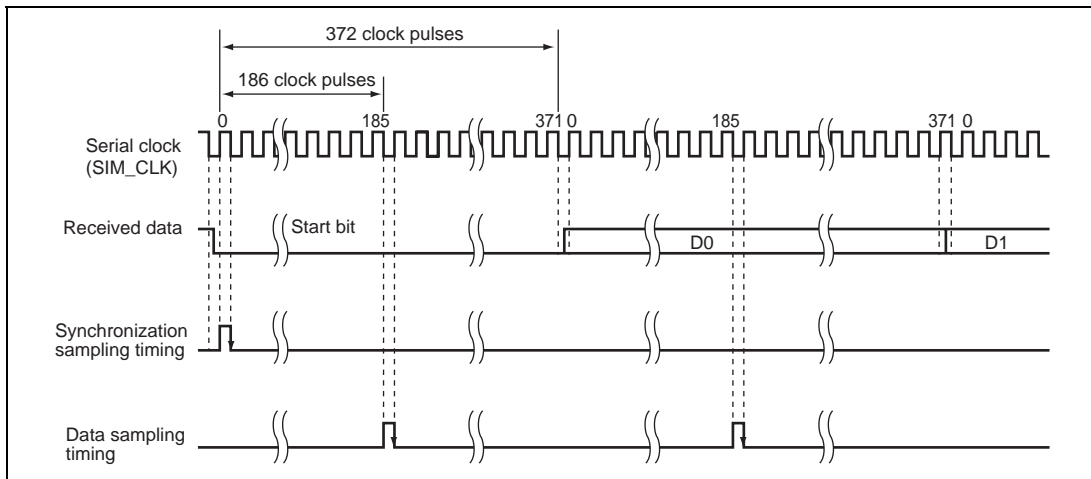 372 clock pulses
186 clock pulses
0 185 371 0 185 371 0
Serial clock
(SIM_CLK)
Received data
Start bit D0 D1
Synchronization
sampling timing
Data sampling
timing